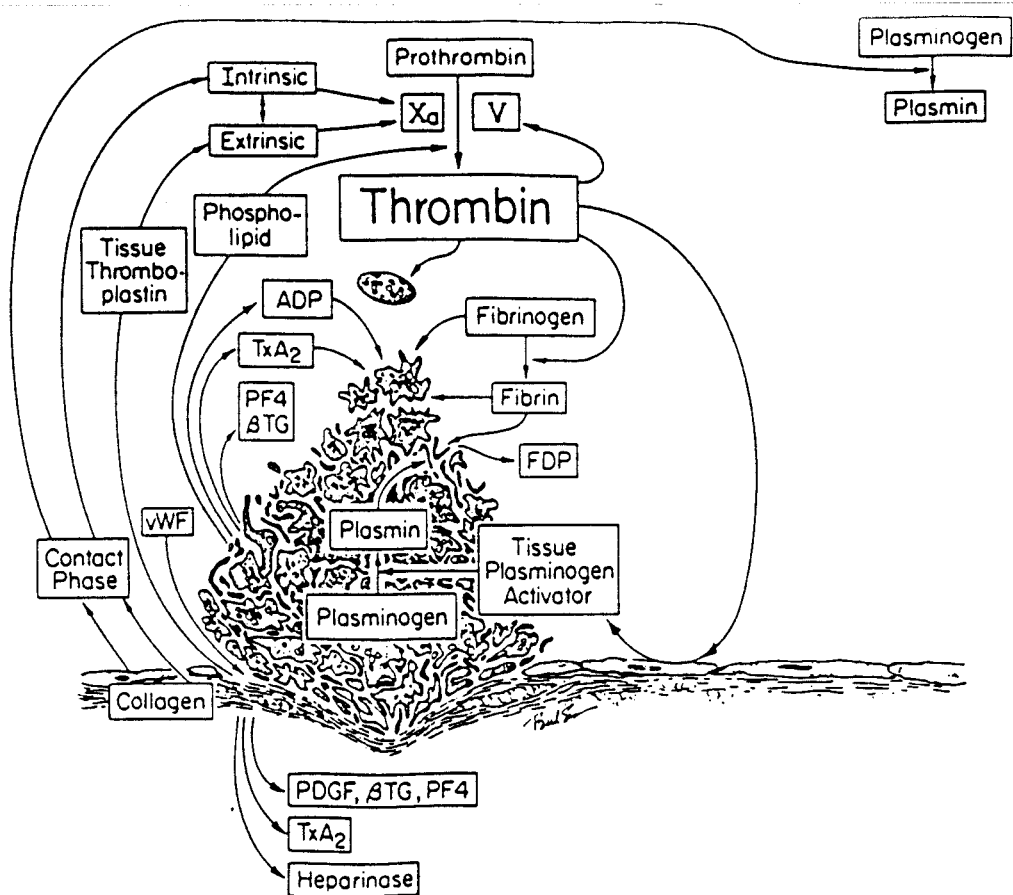 Plasminogen
Plasmin
Prothrombin
Intrinsic
Xa
V
Extrinsic
Thrombin
Phospho-
lipid
Tissue
Thrombo-
plastin
ADP
Fibrinogen
TxA2
PF4
βTG
Fibrin
FDP
vWF
Plasmin
Contact
Phase
Tissue
Plasminogen
Activator
Plasminogen
Collagen
PDGF, βTG, PF4
TxA2
Heparinase